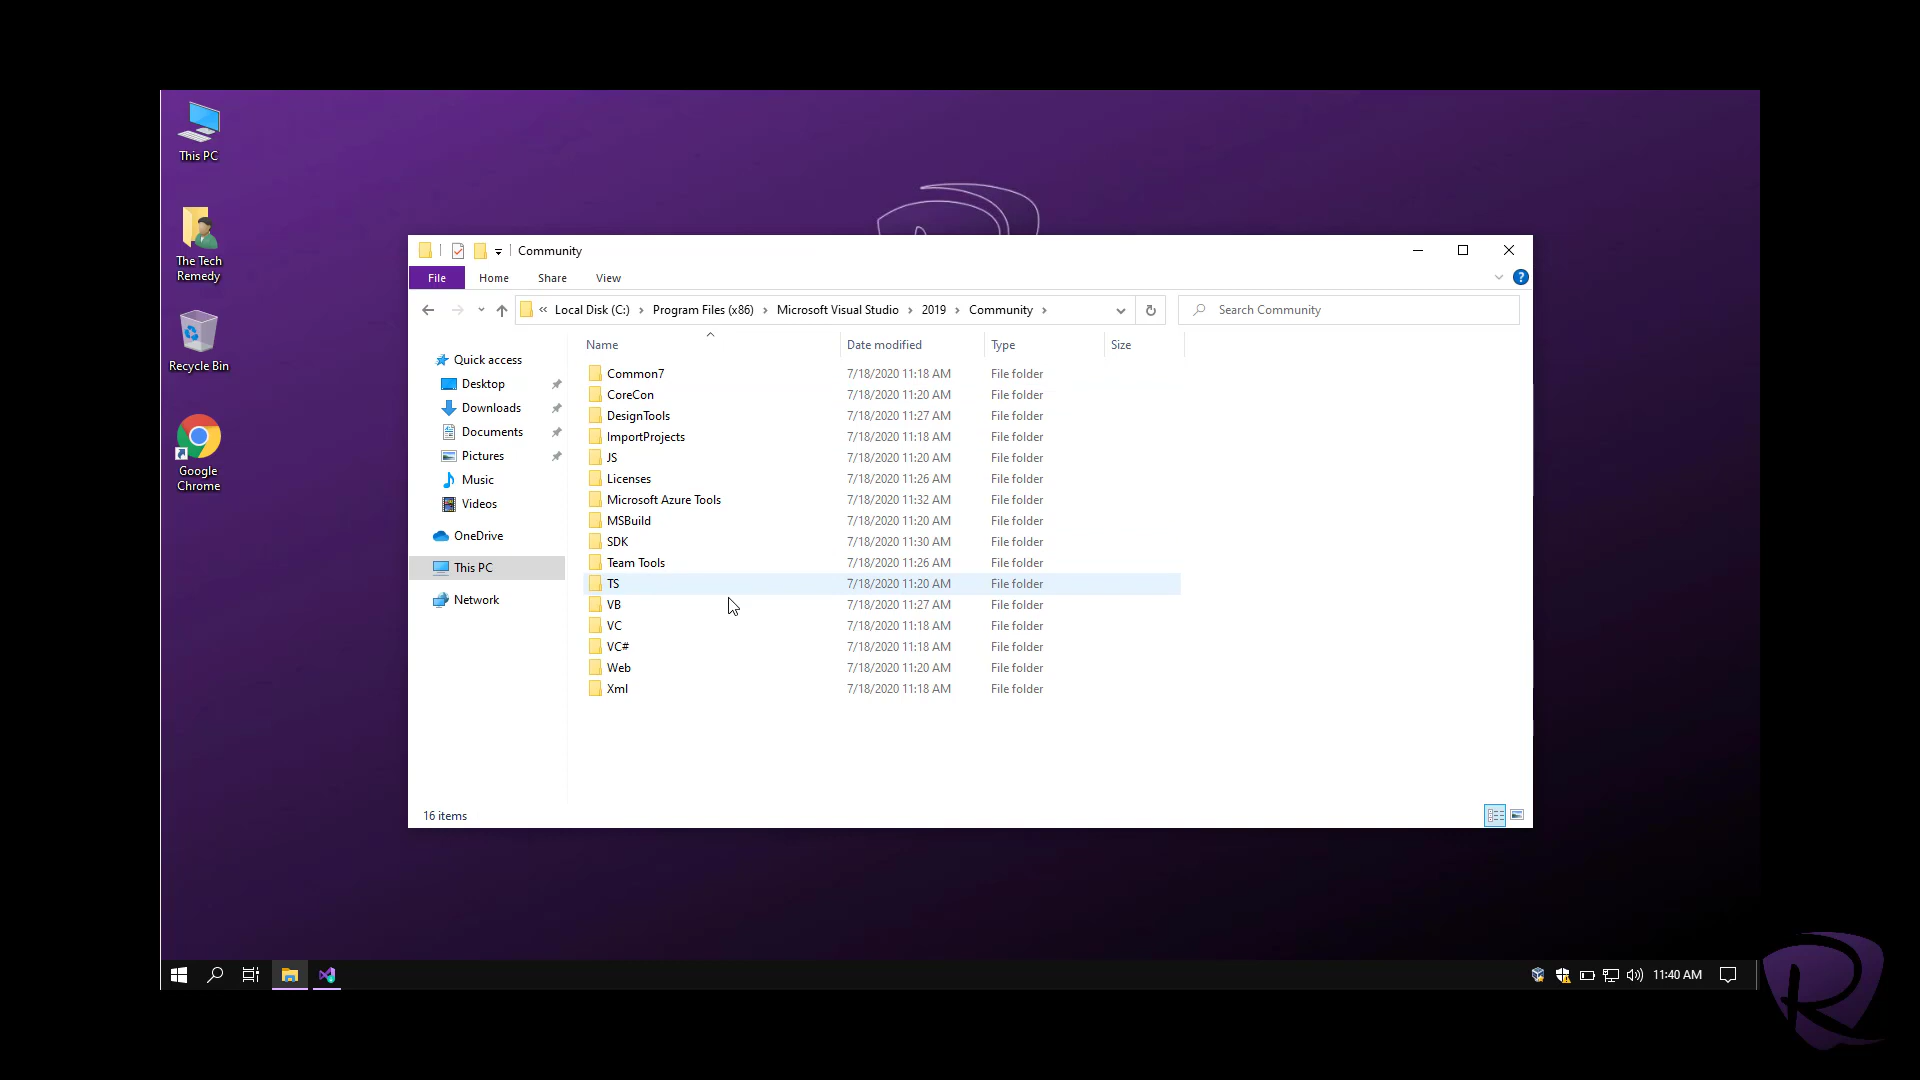 This PC
The Tech
Remedy
Recycle Bin
Google
Chrome
Community
File Home Share View
« Local Disk (C:) › Program Files (x86) › Microsoft Visual Studio › 2019 › Community ›
Search Community
Quick access
Desktop
Downloads
Documents
Pictures
Music
Videos
OneDrive
This PC
Network
Name Date modified Type Size
Common7 7/18/2020 11:18 AM File folder
CoreCon 7/18/2020 11:20 AM File folder
DesignTools 7/18/2020 11:27 AM File folder
ImportProjects 7/18/2020 11:18 AM File folder
JS 7/18/2020 11:20 AM File folder
Licenses 7/18/2020 11:26 AM File folder
Microsoft Azure Tools 7/18/2020 11:32 AM File folder
MSBuild 7/18/2020 11:20 AM File folder
SDK 7/18/2020 11:30 AM File folder
Team Tools 7/18/2020 11:26 AM File folder
TS 7/18/2020 11:20 AM File folder
VB 7/18/2020 11:27 AM File folder
VC 7/18/2020 11:18 AM File folder
VC# 7/18/2020 11:18 AM File folder
Web 7/18/2020 11:20 AM File folder
Xml 7/18/2020 11:18 AM File folder
16 items
11:40 AM
R